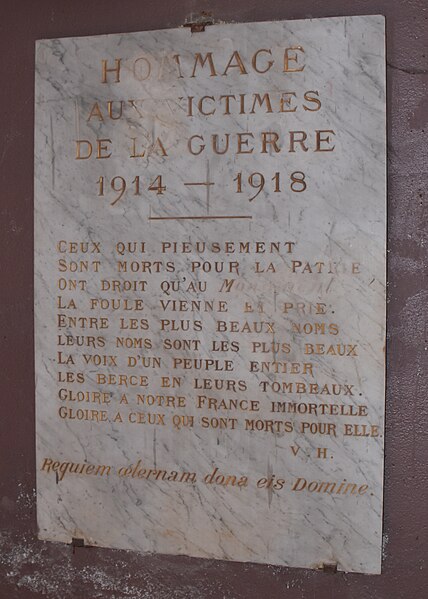 HOMMAGE
AUX VICTIMES
DE LA GUERRE
1914 — 1918
CEUX QUI PIEUSEMENT
SONT MORTS POUR LA PATRIE
ONT DROIT QU'AU Monument
LA FOULE VIENNE ET PRIE.
ENTRE LES PLUS BEAUX NOMS
LEURS NOMS SONT LES PLUS BEAUX
LA VOIX D'UN PEUPLE ENTIER
LES BERCE EN LEURS TOMBEAUX.
GLOIRE A NOTRE FRANCE IMMORTELLE
GLOIRE A CEUX QUI SONT MORTS POUR ELLE
V. H.
Requiem œternam dona eis Domine.